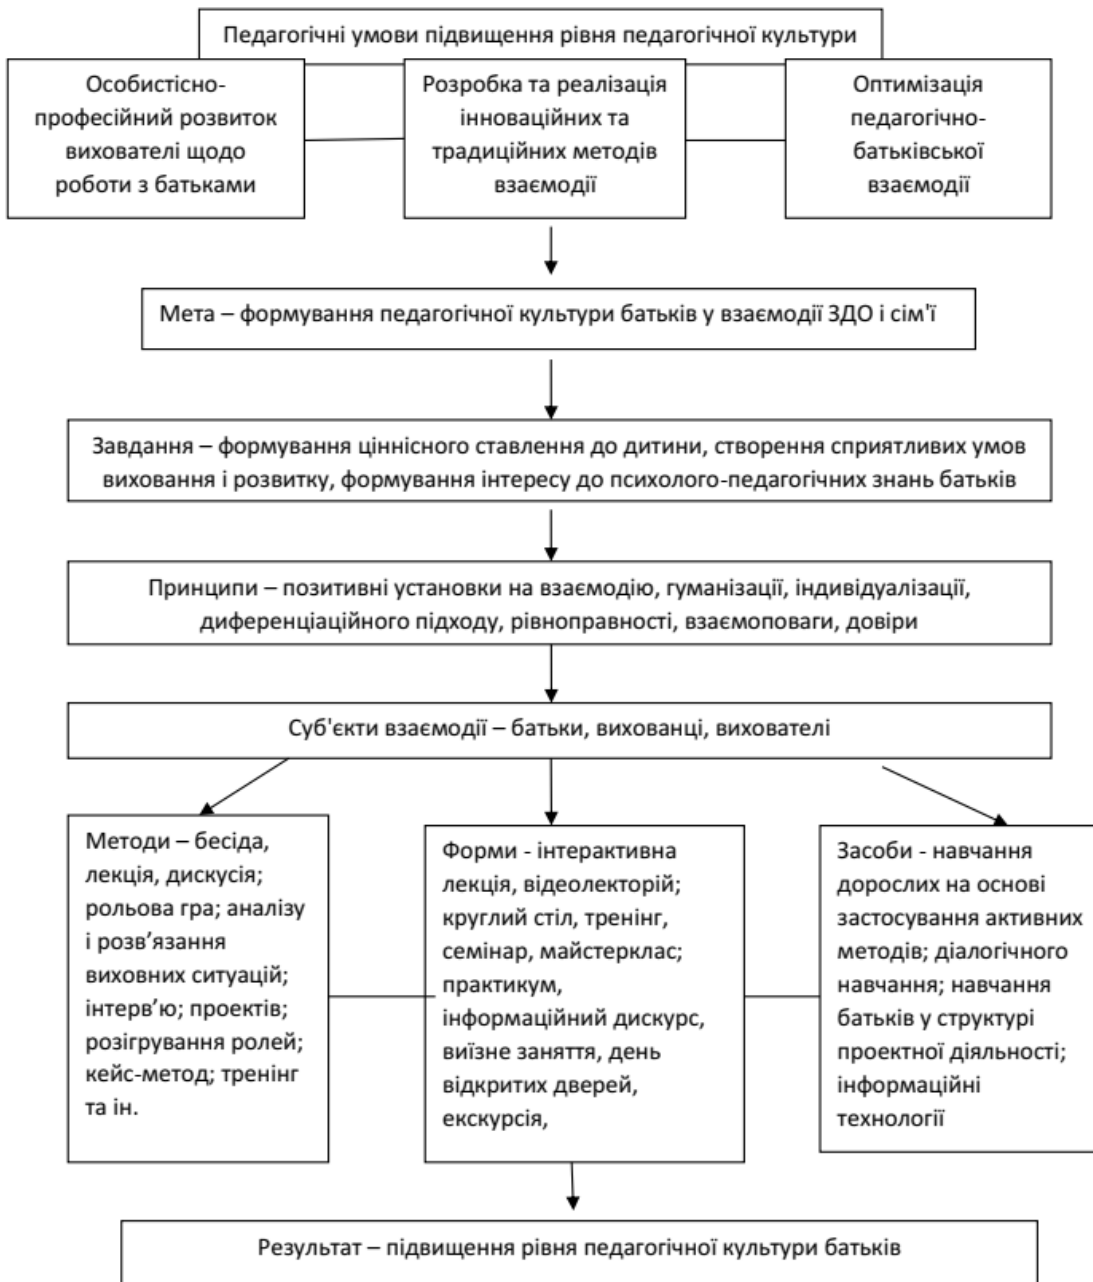 Педагогічні умови підвищення рівня педагогічної культури
Особистісно-
професійний розвиток
вихователі щодо
роботи з батьками
Розробка та реалізація
інноваційних та
традиційних методів
взаємодії
Оптимізація
педагогічно-
батьківської
взаємодії
Мета – формування педагогічної культури батьків у взаємодії ЗДО і сім'ї
Завдання – формування ціннісного ставлення до дитини, створення сприятливих умов
виховання і розвитку, формування інтересу до психолого-педагогічних знань батьків
Принципи – позитивні установки на взаємодію, гуманізації, індивідуалізації,
диференціаційного підходу, рівноправності, взаємоповаги, довіри
Суб'єкти взаємодії – батьки, вихованці, вихователі
Методи – бесіда,
лекція, дискусія;
рольова гра; аналізу
і розв’язання
виховних ситуацій;
інтерв’ю; проектів;
розігрування ролей;
кейс-метод; тренінг
та ін.
Форми - інтерактивна
лекція, відеолекторій;
круглий стіл, тренінг,
семінар, майстерклас;
практикум,
інформаційний дискурс,
виїзне заняття, день
відкритих дверей,
екскурсія,
Засоби - навчання
дорослих на основі
застосування активних
методів; діалогічного
навчання; навчання
батьків у структурі
проектної діяльності;
інформаційні
технології
Результат – підвищення рівня педагогічної культури батьків